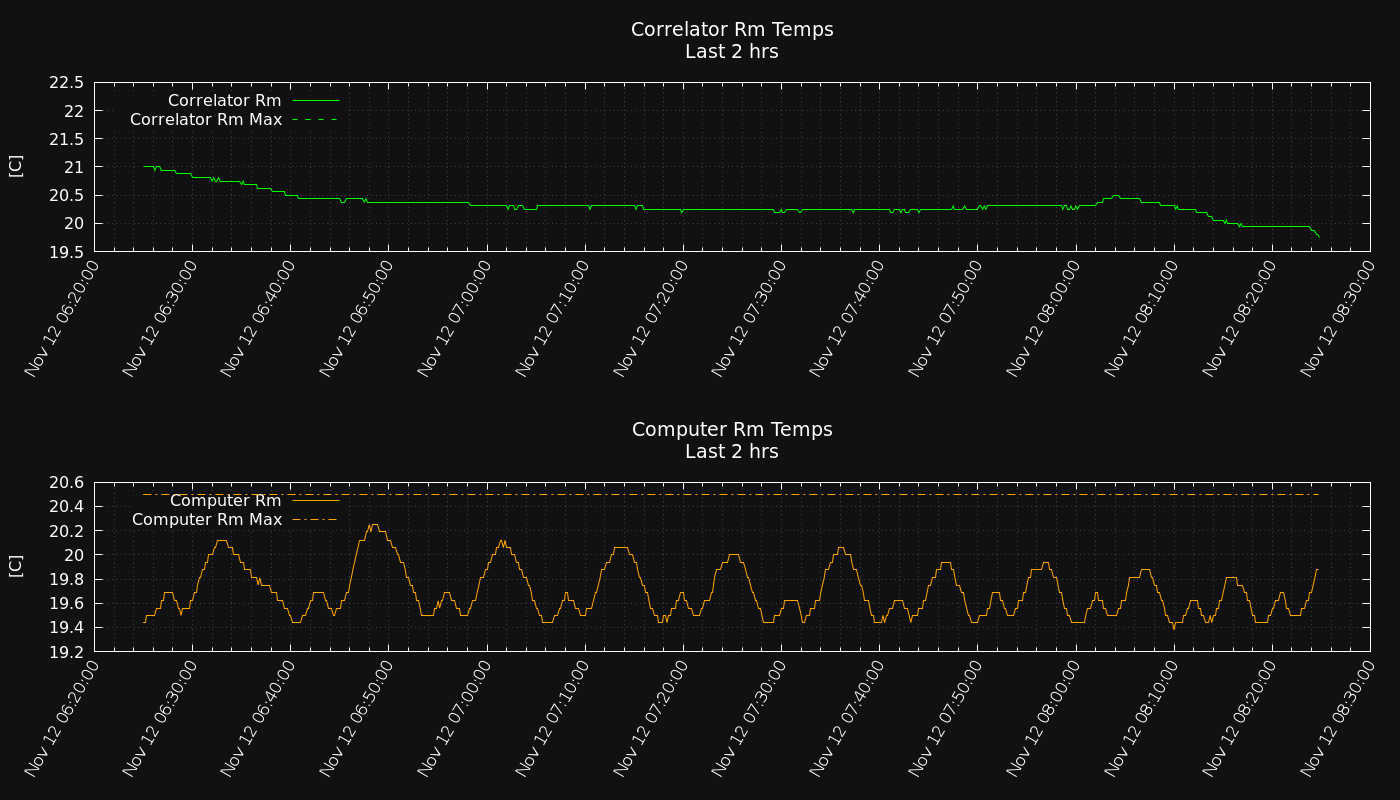 Correlator Rm Temps
Last 2 hrs
22.5
22
21.5
21
20.5
20
19.5
[C]
Correlator Rm
Correlator Rm Max
Nov 12 06:20:00
Nov 12 06:30:00
Nov 12 06:40:00
Nov 12 06:50:00
Nov 12 07:00:00
Nov 12 07:10:00
Nov 12 07:20:00
Nov 12 07:30:00
Nov 12 07:40:00
Nov 12 07:50:00
Nov 12 08:00:00
Nov 12 08:10:00
Nov 12 08:20:00
Nov 12 08:30:00
Computer Rm Temps
Last 2 hrs
20.6
20.4
20.2
20
19.8
19.6
19.4
19.2
[C]
Computer Rm
Computer Rm Max
Nov 12 06:20:00
Nov 12 06:30:00
Nov 12 06:40:00
Nov 12 06:50:00
Nov 12 07:00:00
Nov 12 07:10:00
Nov 12 07:20:00
Nov 12 07:30:00
Nov 12 07:40:00
Nov 12 07:50:00
Nov 12 08:00:00
Nov 12 08:10:00
Nov 12 08:20:00
Nov 12 08:30:00